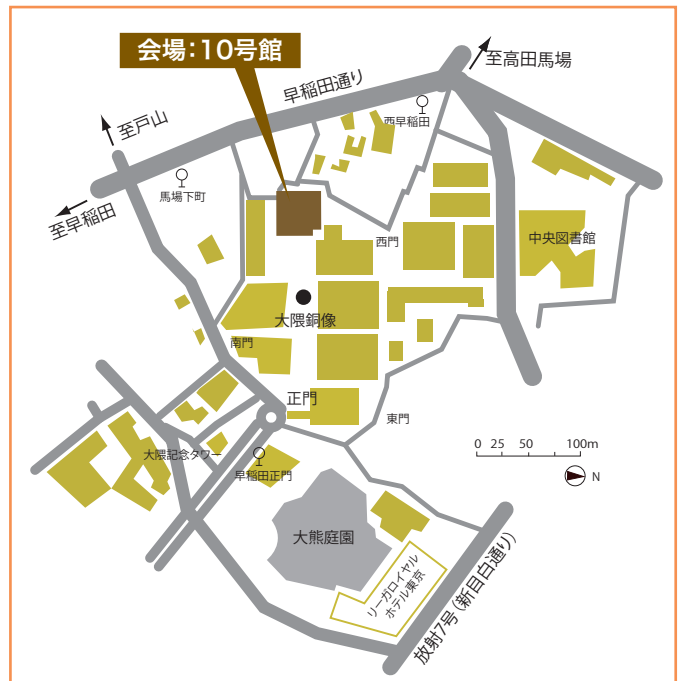 会場：10号館
早稲田通り
至高田馬場
至戸山
西早稲田
馬場下町
至早稲田
西門
中央図書館
大隈銅像
南門
正門
東門
0 25 50 100m
N
大隈記念タワー
早稲田正門
大熊庭園
リーガロイヤル
ホテル東京
放射7号（新目白通り）